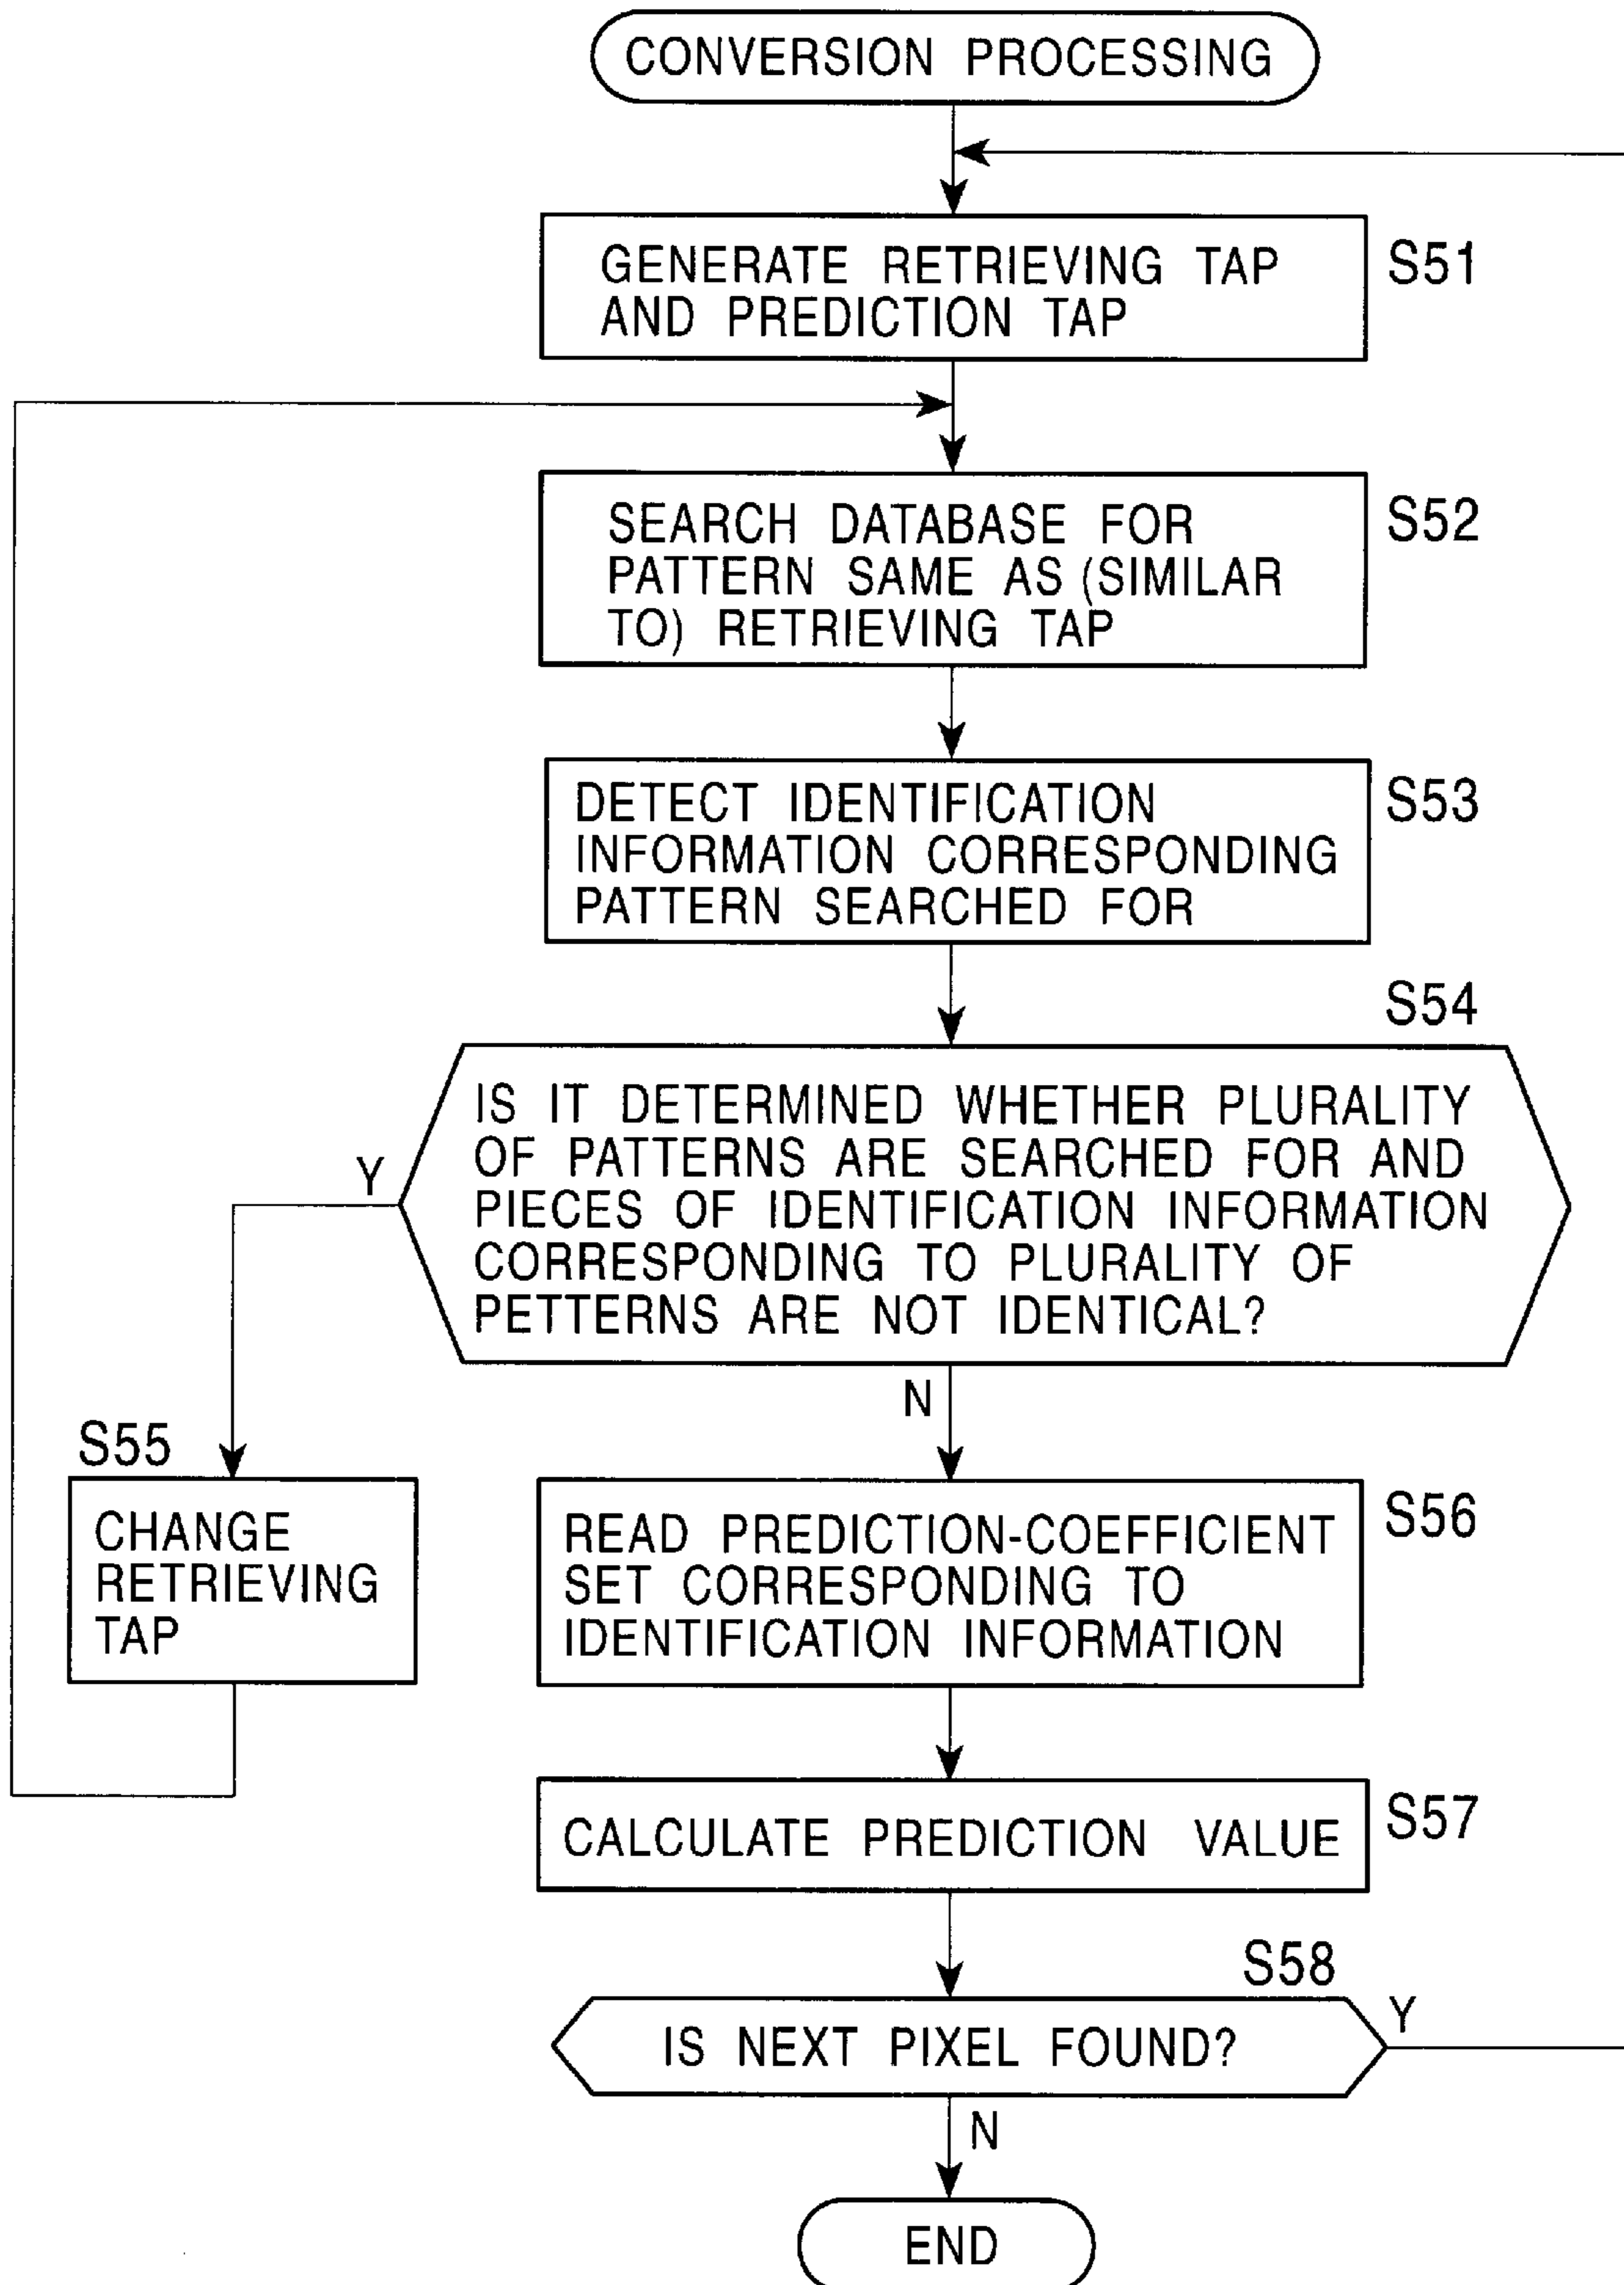 CONVERSION PROCESSING
GENERATE RETRIEVING TAP
AND PREDICTION TAP
S51
SEARCH DATABASE FOR
PATTERN SAME AS (SIMILAR
TO) RETRIEVING TAP
S52
DETECT IDENTIFICATION
INFORMATION CORRESPONDING
PATTERN SEARCHED FOR
S53
S54
IS IT DETERMINED WHETHER PLURALITY
OF PATTERNS ARE SEARCHED FOR AND
PIECES OF IDENTIFICATION INFORMATION
CORRESPONDING TO PLURALITY OF
PETTERNS ARE NOT IDENTICAL?
Y
N
S55
CHANGE
RETRIEVING
TAP
READ PREDICTION-COEFFICIENT
SET CORRESPONDING TO
IDENTIFICATION INFORMATION
S56
CALCULATE PREDICTION VALUE
S57
S58
IS NEXT PIXEL FOUND?
Y
N
END